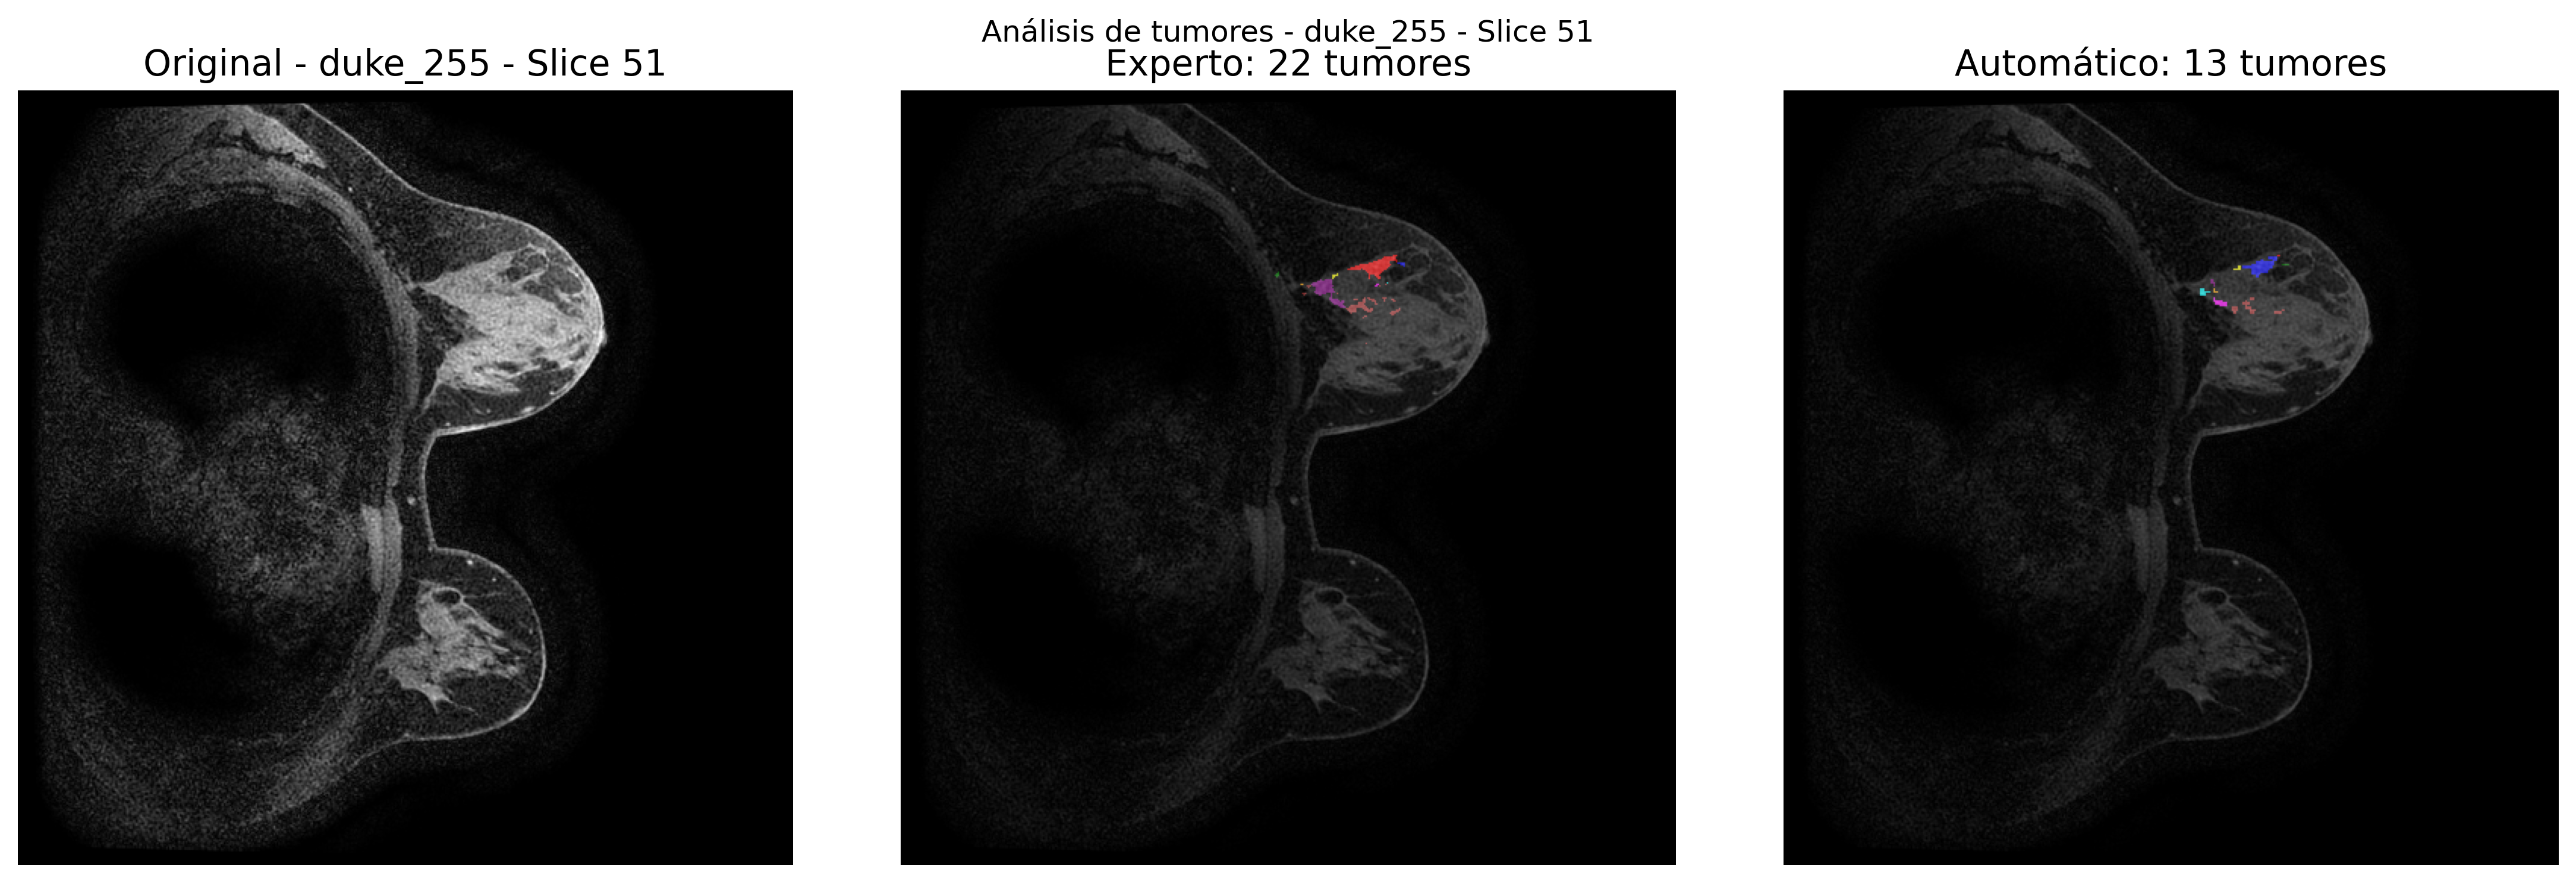 Análisis de tumores - duke_255 - Slice 51
Original - duke_255 - Slice 51
Experto: 22 tumores
Automático: 13 tumores